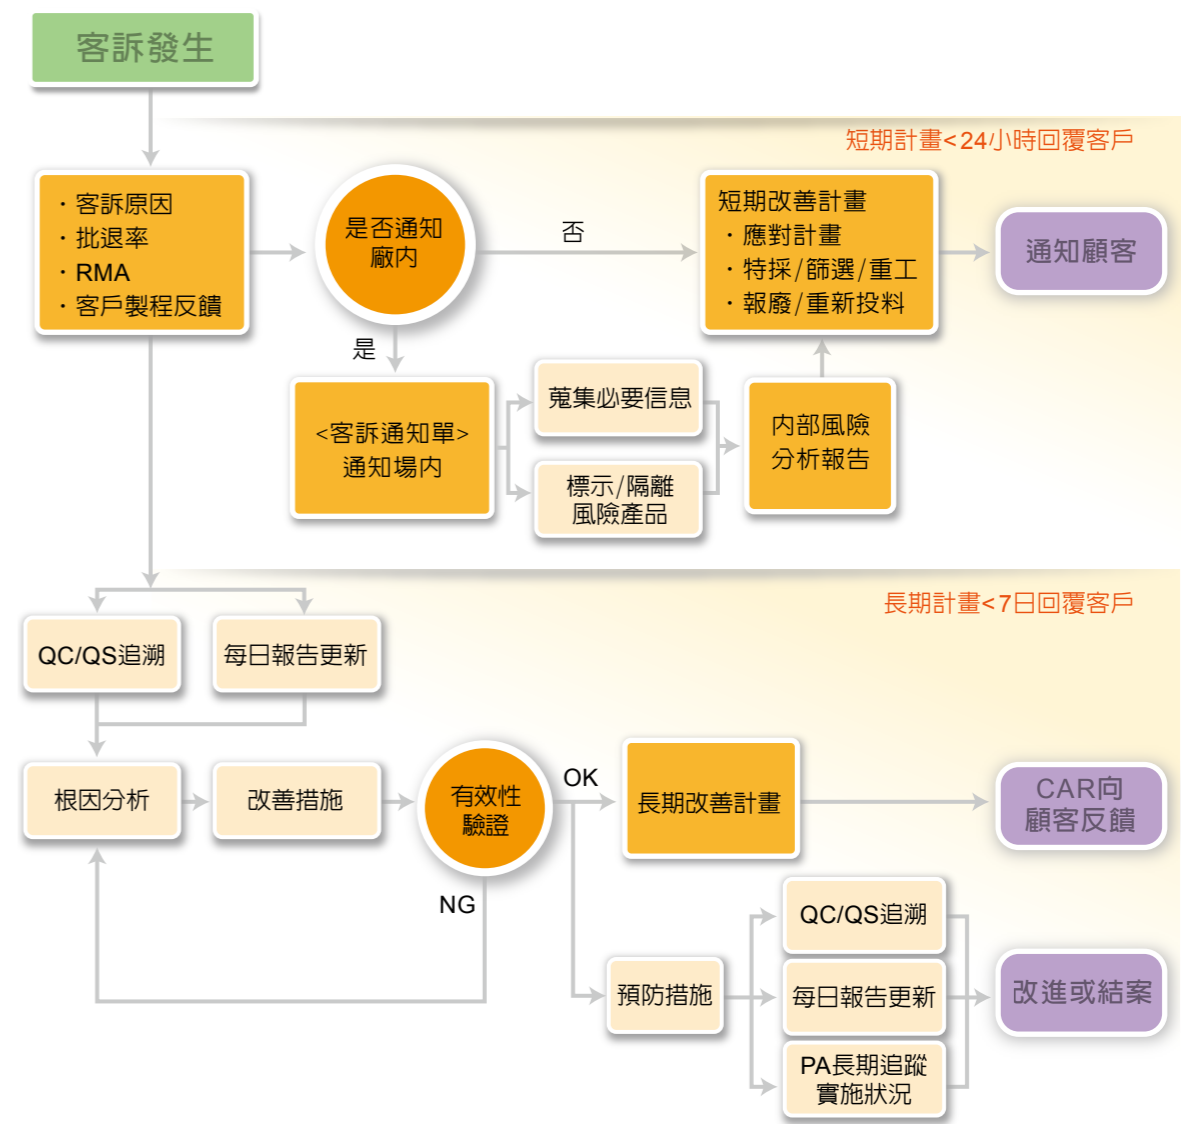 客訴發生
短期計畫<24小時回覆客戶
·客訴原因
·批退率
·RMA
·客戶製程反饋
是否通知
廠内
否
是
短期改善計畫
·應對計畫
·特採/篩選/重工
·報廢/重新投料
通知顧客
<客訴通知單>
通知場内
蒐集必要信息
標示/隔離
風險產品
内部風險
分析報告
長期計畫<7日回覆客戶
QC/QS追溯
每日報告更新
根因分析
改善措施
有效性
驗證
OK
NG
長期改善計畫
CAR向
顧客反饋
預防措施
QC/QS追溯
每日報告更新
PA長期追蹤
實施狀況
改進或結案